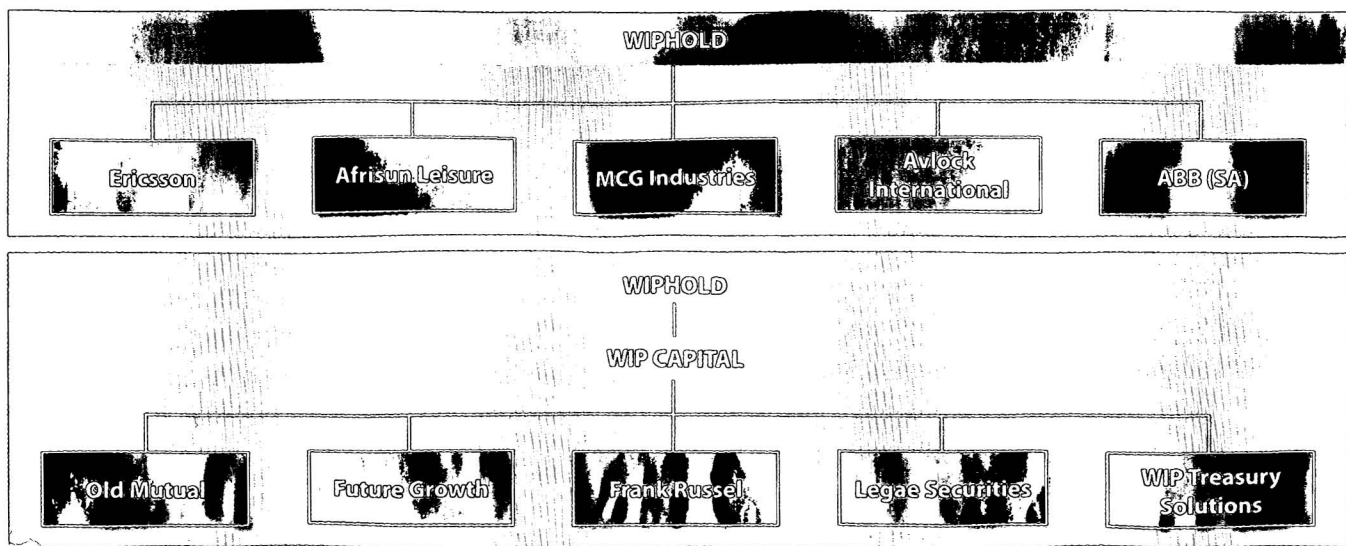 WIPHOLD
Ericsson
Afrisun Leisure
MCG Industries
Avlock
International
ABB (SA)
WIPHOLD
WIP CAPITAL
Old Mutual
Future Growth
Frank Russel
Legae Securities
WIP Treasury
Solutions